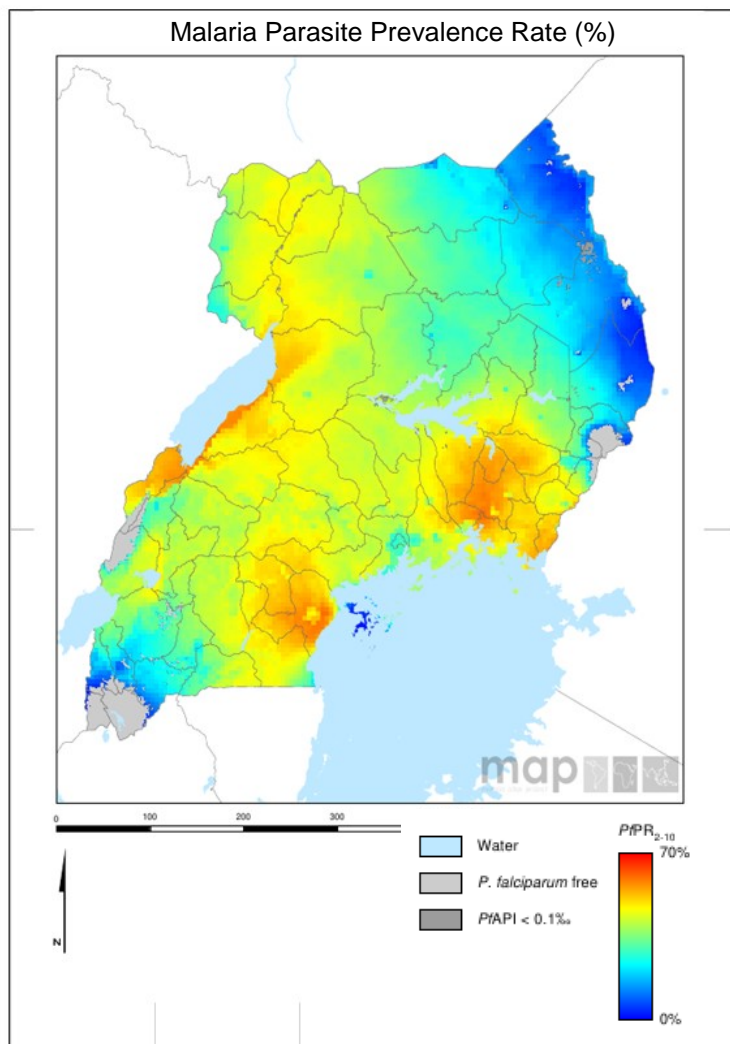 Malaria Parasite Prevalence Rate (%)
map
0 100 200 300
Water
P. falciparum free
PfAPI < 0.1‰
PfPR2-10
70%
0%
N